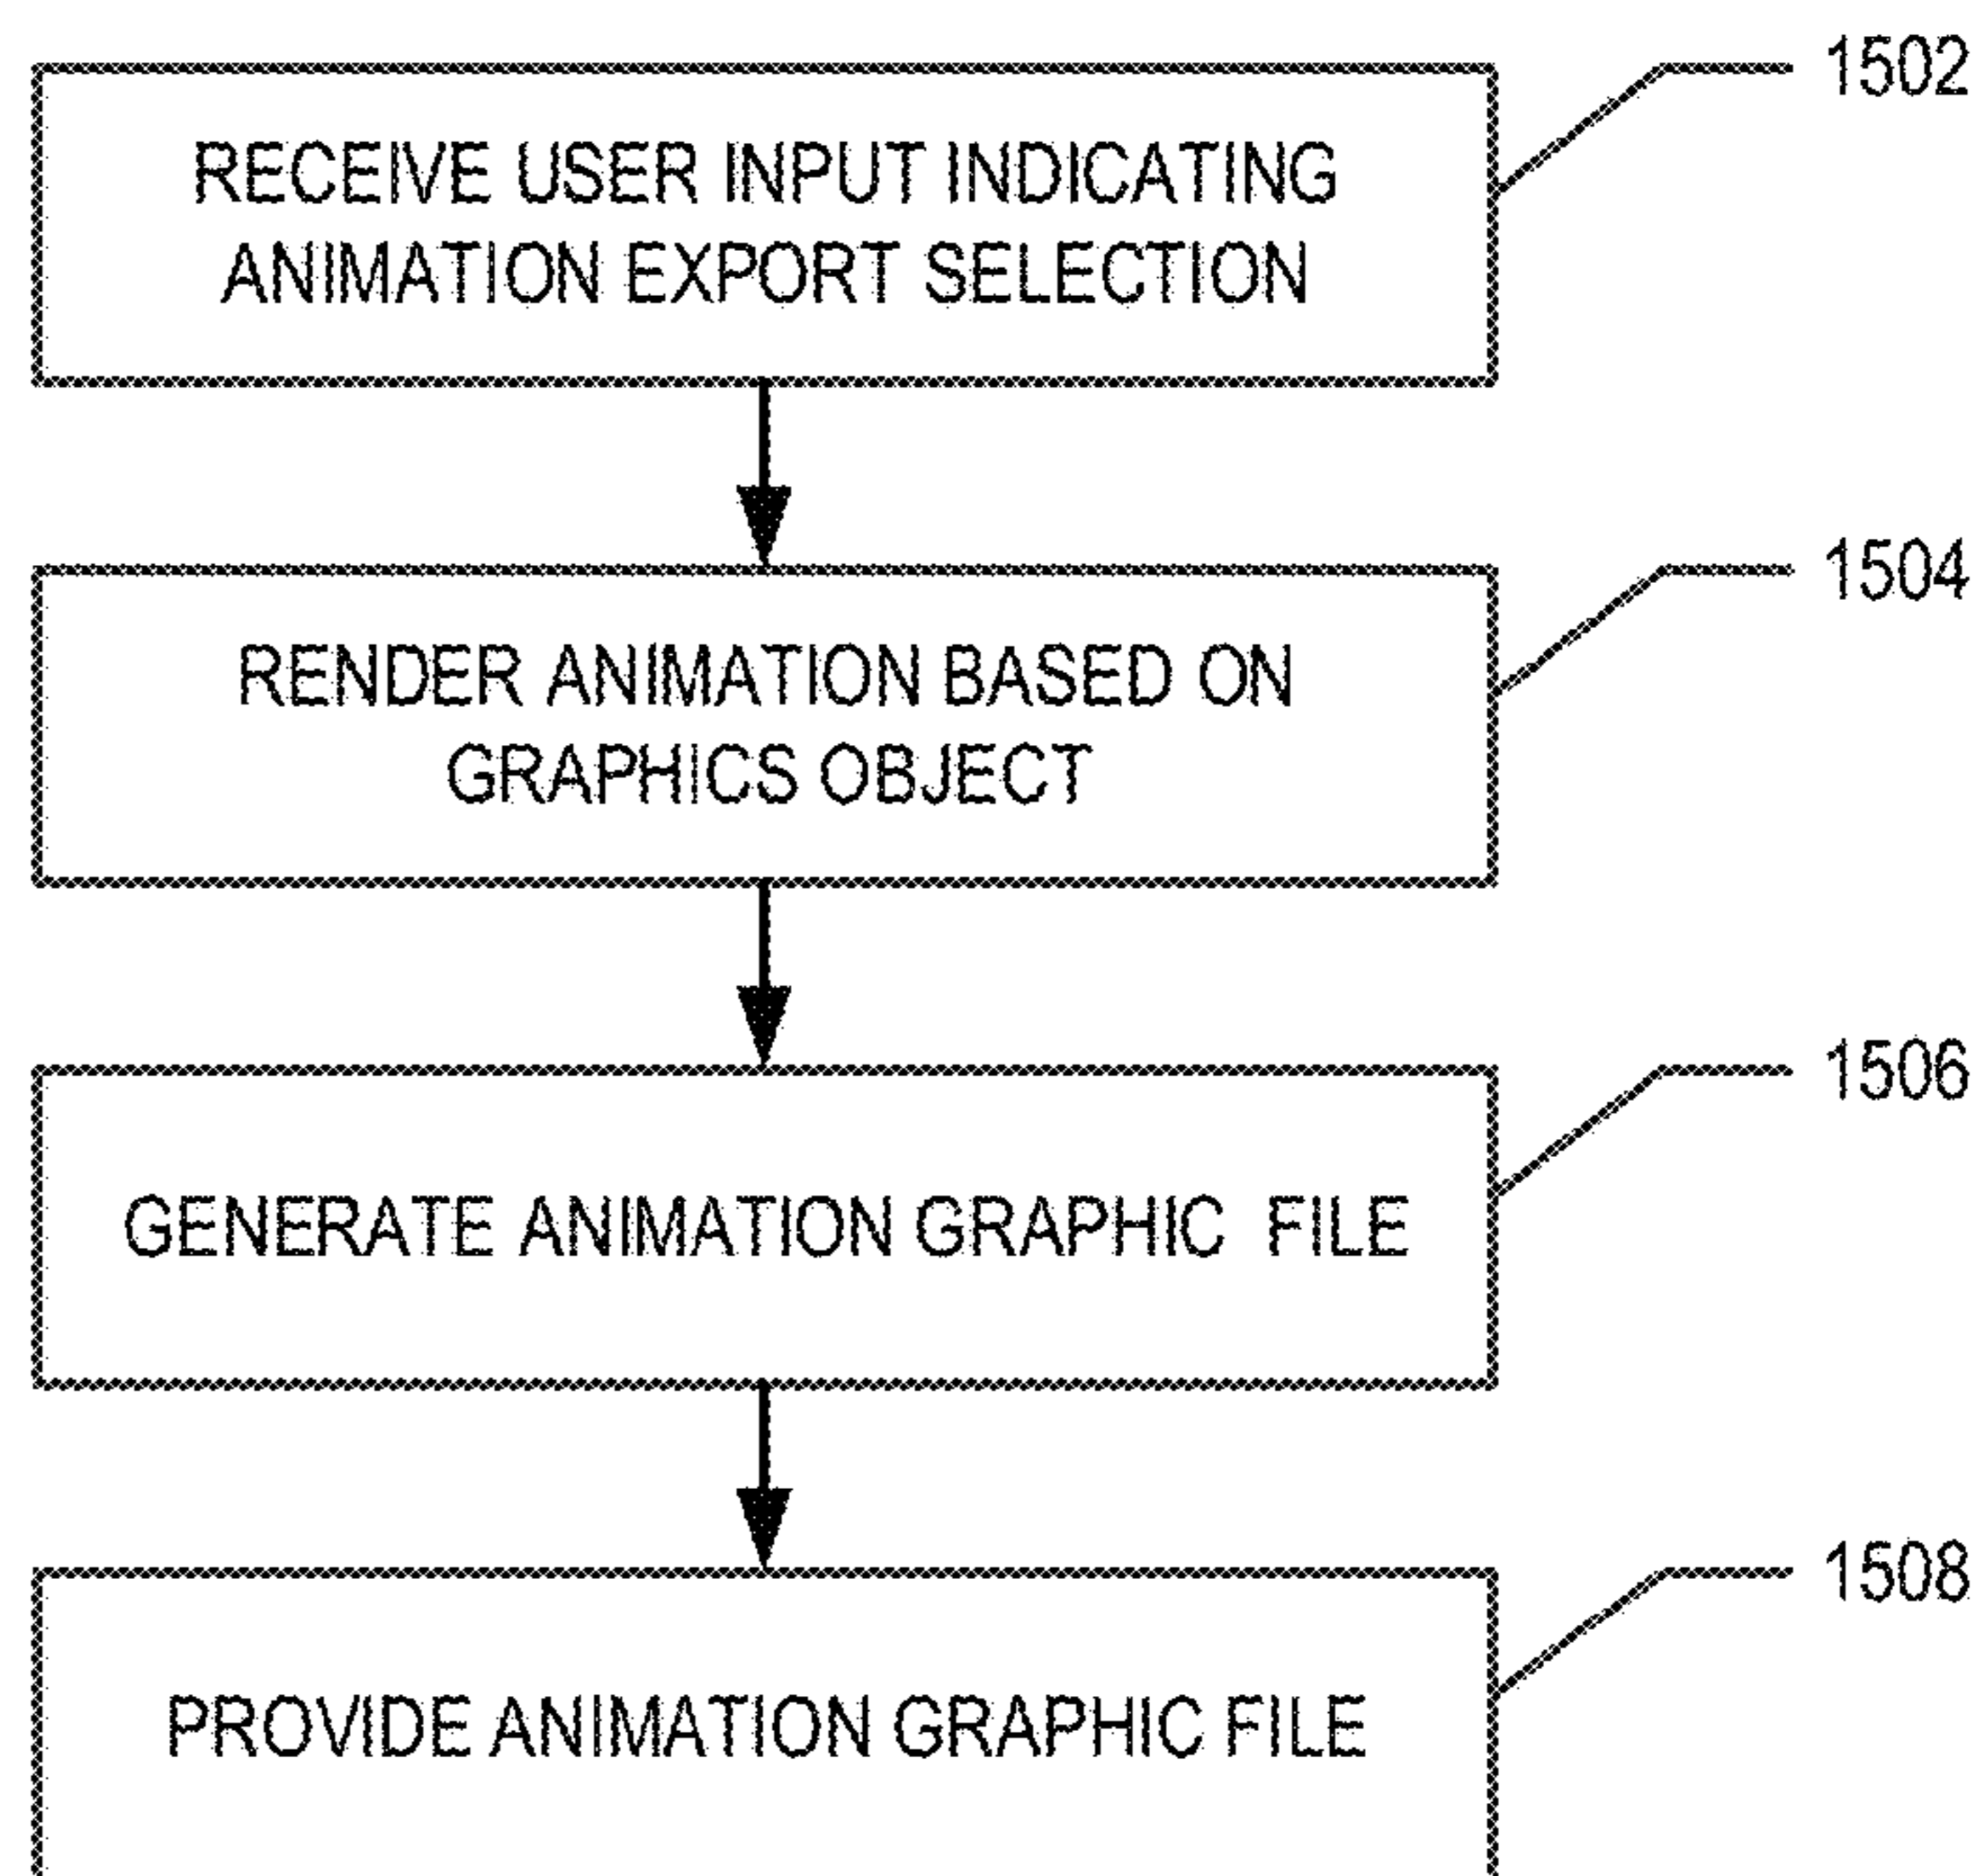 1502
RECEIVE USER INPUT INDICATING
ANIMATION EXPORT SELECTION
1504
RENDER ANIMATION BASED ON
GRAPHICS OBJECT
1506
GENERATE ANIMATION GRAPHIC FILE
1508
PROVIDE ANIMATION GRAPHIC FILE